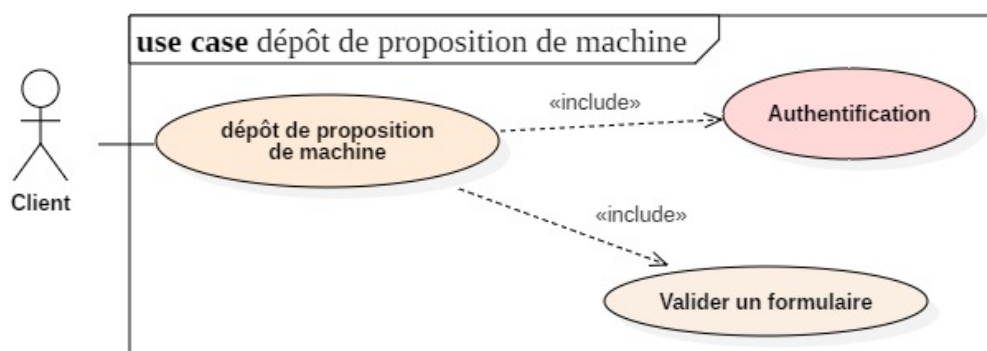 use case dépôt de proposition de machine
«include»
Authentification
dépôt de proposition
de machine
Client
«include»
Valider un formulaire